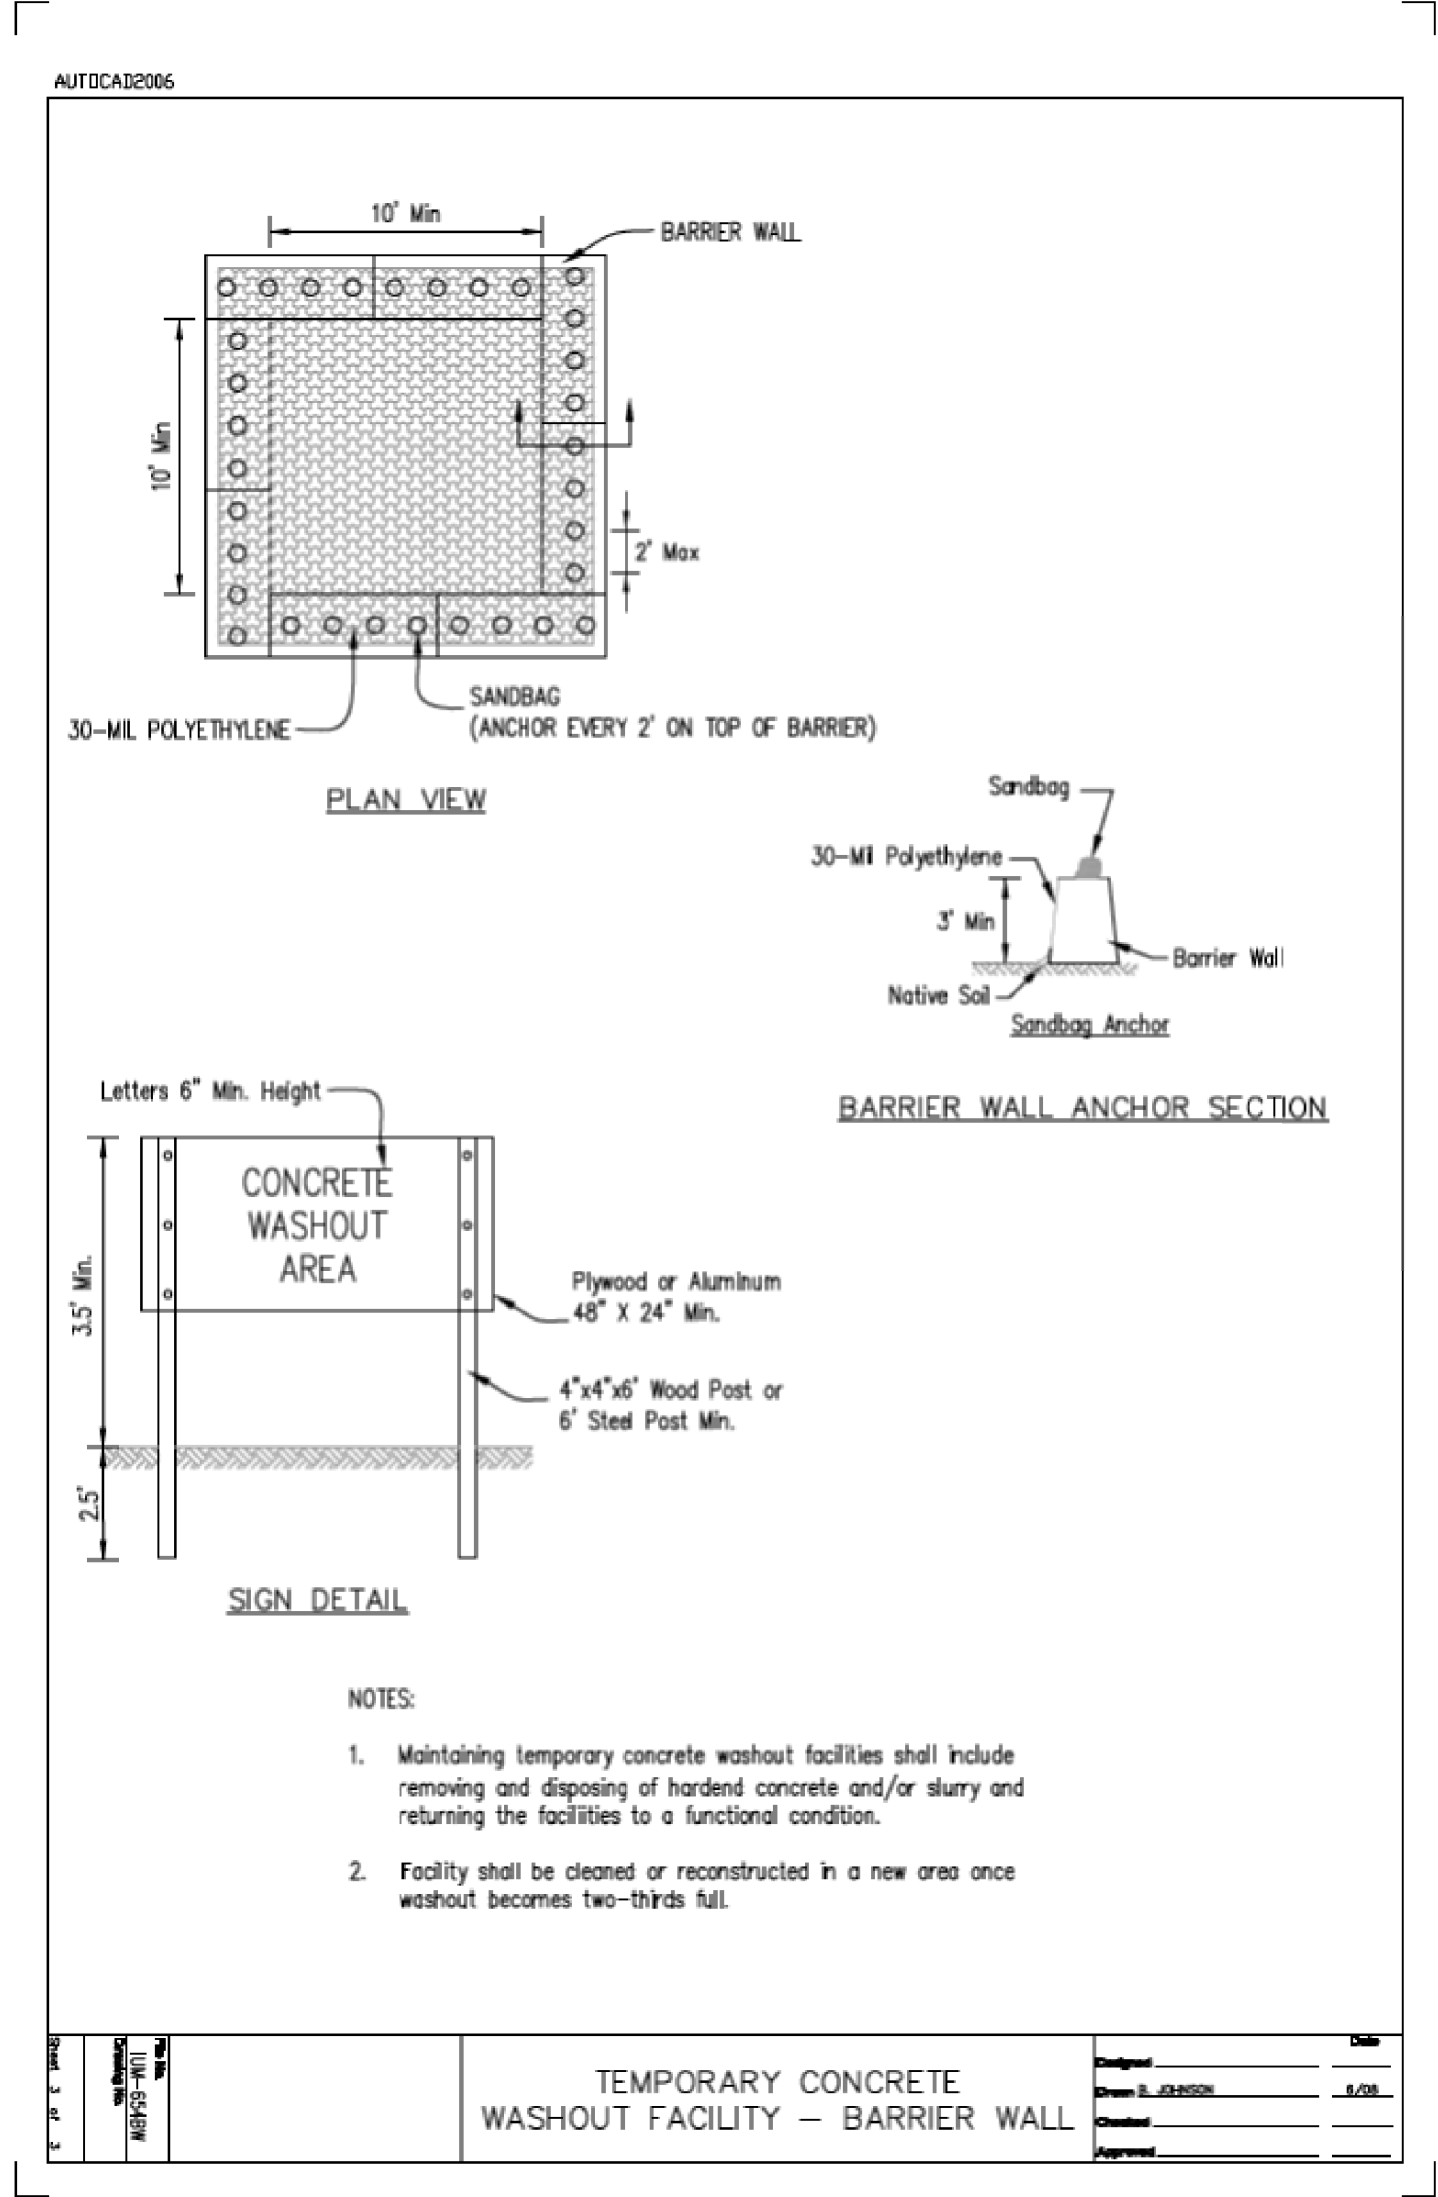 AUTOCAD2006
10' Min
BARRIER WALL
10' Min
2' Max
SANDBAG
(ANCHOR EVERY 2' ON TOP OF BARRIER)
30-MIL POLYETHYLENE
PLAN VIEW
Sandbag
30-Mil Polyethylene
3' Min
Barrier Wall
Native Soil
Sandbag Anchor
BARRIER WALL ANCHOR SECTION
Letters 6" Min. Height
CONCRETE
WASHOUT
AREA
3.5' Min.
Plywood or Aluminum
48" X 24" Min.
4"x4"x6' Wood Post or
6' Steel Post Min.
2.5'
SIGN DETAIL
NOTES:
1. Maintaining temporary concrete washout facilities shall include
removing and disposing of hardend concrete and/or slurry and
returning the facilities to a functional condition.
2. Facility shall be cleaned or reconstructed in a new area once
washout becomes two-thirds full.
Sheet 3 of 3
Drawing No.
IUM-654BW
File No.
TEMPORARY CONCRETE
WASHOUT FACILITY - BARRIER WALL
Date
Designed
Drawn B. JOHNSON 6/08
Checked
Approved